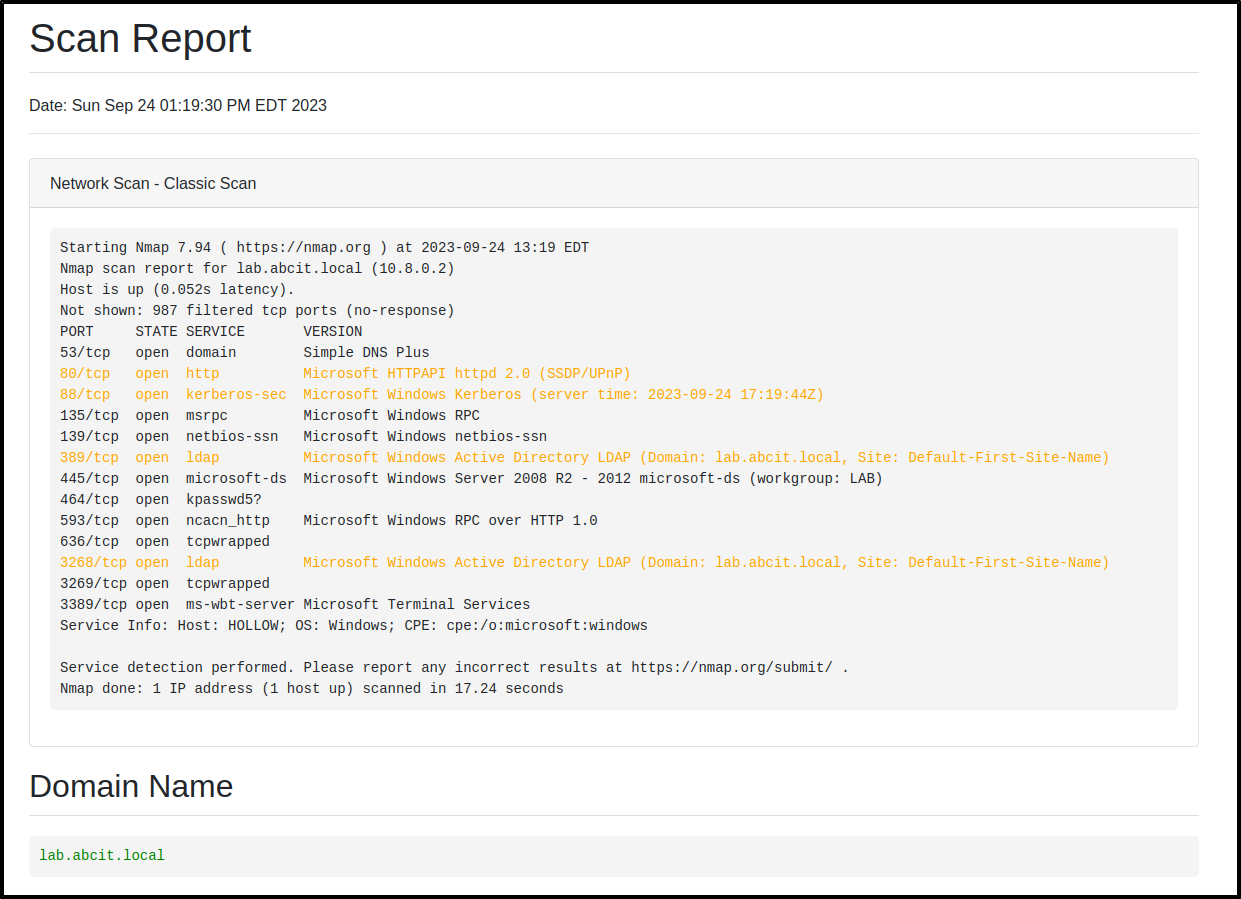 Scan Report
Date: Sun Sep 24 01:19:30 PM EDT 2023
Network Scan - Classic Scan
Starting Nmap 7.94 ( https://nmap.org ) at 2023-09-24 13:19 EDT
Nmap scan report for lab.abcit.local (10.8.0.2)
Host is up (0.052s latency).
Not shown: 987 filtered tcp ports (no-response)
PORT     STATE SERVICE       VERSION
53/tcp   open  domain        Simple DNS Plus
80/tcp   open  http          Microsoft HTTPAPI httpd 2.0 (SSDP/UPnP)
88/tcp   open  kerberos-sec  Microsoft Windows Kerberos (server time: 2023-09-24 17:19:44Z)
135/tcp  open  msrpc         Microsoft Windows RPC
139/tcp  open  netbios-ssn   Microsoft Windows netbios-ssn
389/tcp  open  ldap          Microsoft Windows Active Directory LDAP (Domain: lab.abcit.local, Site: Default-First-Site-Name)
445/tcp  open  microsoft-ds  Microsoft Windows Server 2008 R2 - 2012 microsoft-ds (workgroup: LAB)
464/tcp  open  kpasswd5?
593/tcp  open  ncacn_http    Microsoft Windows RPC over HTTP 1.0
636/tcp  open  tcpwrapped
3268/tcp open  ldap          Microsoft Windows Active Directory LDAP (Domain: lab.abcit.local, Site: Default-First-Site-Name)
3269/tcp open  tcpwrapped
3389/tcp open  ms-wbt-server Microsoft Terminal Services
Service Info: Host: HOLLOW; OS: Windows; CPE: cpe:/o:microsoft:windows
Service detection performed. Please report any incorrect results at https://nmap.org/submit/ .
Nmap done: 1 IP address (1 host up) scanned in 17.24 seconds
Domain Name
lab.abcit.local